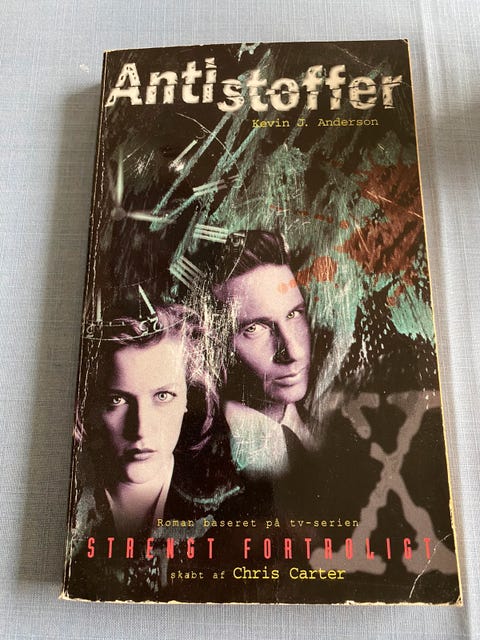 Antistoffer
Kevin J. Anderson
X
Roman baseret på tv-serien
STRENGT FORTROLIGT
skabt af Chris Carter